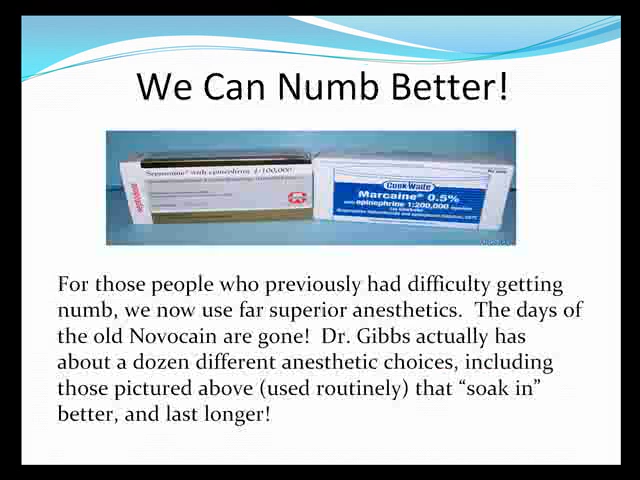 We Can Numb Better!
septodont
with epinephrine 1:100,000
Cook-Waite
Marcaine® 0.5%
with epinephrine 1:200,000
For those people who previously had difficulty getting
numb, we now use far superior anesthetics.  The days of
the old Novocain are gone!  Dr. Gibbs actually has
about a dozen different anesthetic choices, including
those pictured above (used routinely) that “soak in”
better, and last longer!